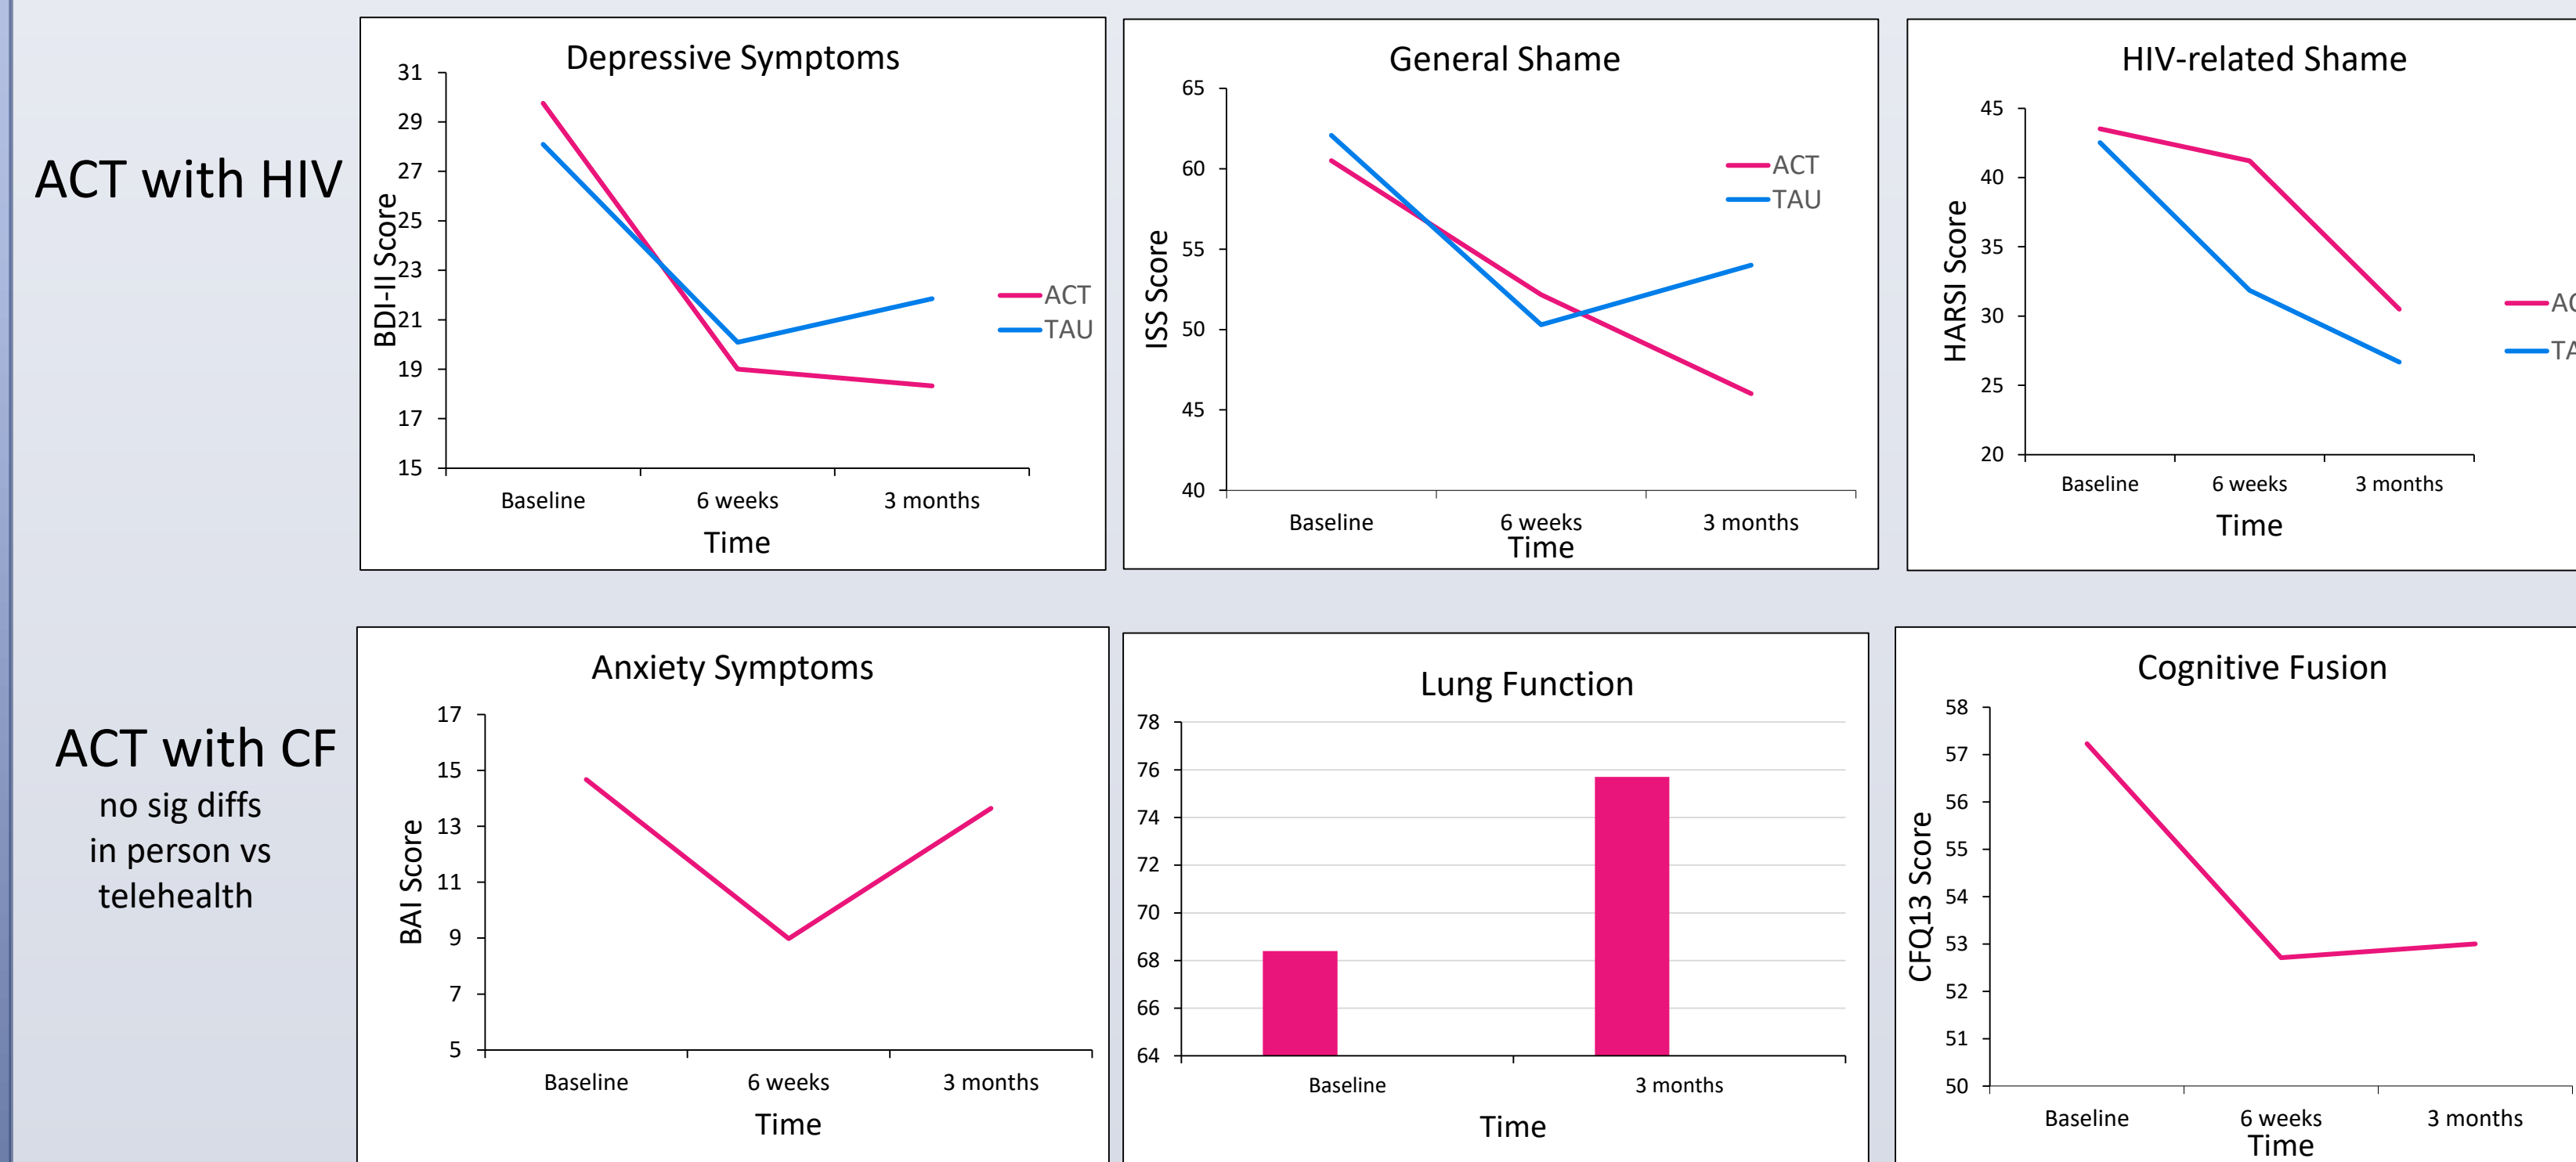 ACT with HIV
Depressive Symptoms
31
29
27
25
23
21
19
17
15
BDI-II Score
ACT
TAU
Baseline 6 weeks 3 months
Time
General Shame
65
60
55
50
45
40
ISS Score
ACT
TAU
Baseline 6 weeks 3 months
Time
HIV-related Shame
45
40
35
30
25
20
HARSI Score
AC
TA
Baseline 6 weeks 3 months
Time
ACT with CF
no sig diffs
in person vs
telehealth
Anxiety Symptoms
17
15
13
11
9
7
5
BAI Score
Baseline 6 weeks 3 months
Time
Lung Function
78
76
74
72
70
68
66
64
Baseline 3 months
Time
Cognitive Fusion
58
57
56
55
54
53
52
51
50
CFQ13 Score
Baseline 6 weeks 3 months
Time